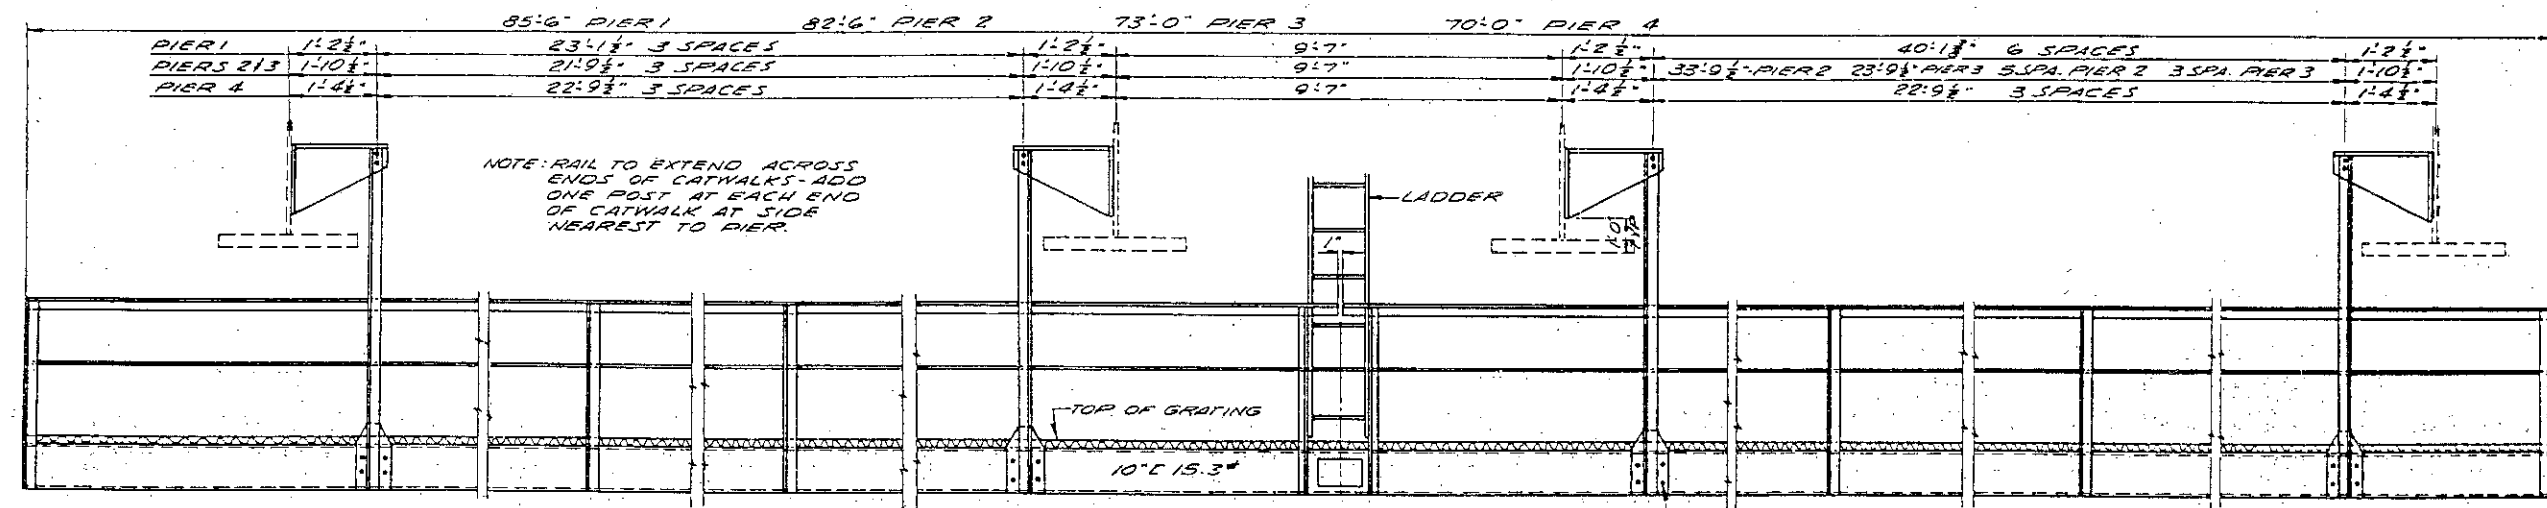 85'-6" PIER 1 82'-6" PIER 2 73'-0" PIER 3 70'-0" PIER 4
PIER 1 1'-2½" 23'-1½" 3 SPACES 1'-2½" 9'-7" 1'-2½" 40'-1½" 6 SPACES 1'-2½"
PIERS 2&3 1'-10½" 21'-9½" 3 SPACES 1'-10½" 9'-7" 1'-10½" 33'-9½" PIER 2 23'-9½" PIER 3 5 SPA. PIER 2 3 SPA. PIER 3 1'-10½"
PIER 4 1'-4½" 22'-9½" 3 SPACES 1'-4½" 9'-7" 1'-4½" 22'-9½" 3 SPACES 1'-4½"
NOTE: RAIL TO EXTEND ACROSS
ENDS OF CATWALKS - ADD
ONE POST AT EACH END
OF CATWALK AT SIDE
NEAREST TO PIER.
LADDER
1'-0"
TYP.
1"
TOP OF GRATING
10"C 15.3#